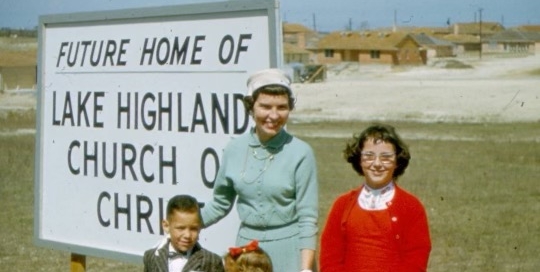 FUTURE HOME OF
LAKE HIGHLAND
CHURCH O
CHRI